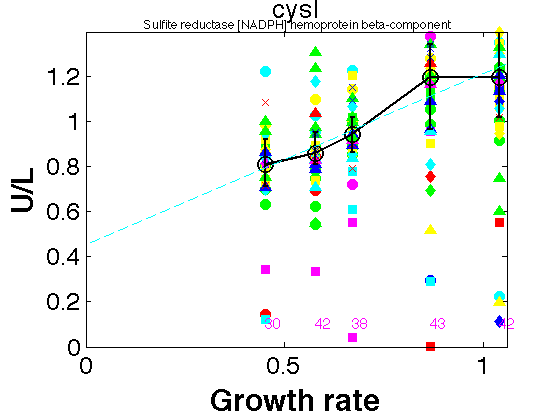 cysI
Sulfite reductase [NADPH] hemoprotein beta-component
U/L
1.2
1
0.8
0.6
0.4
0.2
0
30 42 38 43 42
0 0.5 1
Growth rate